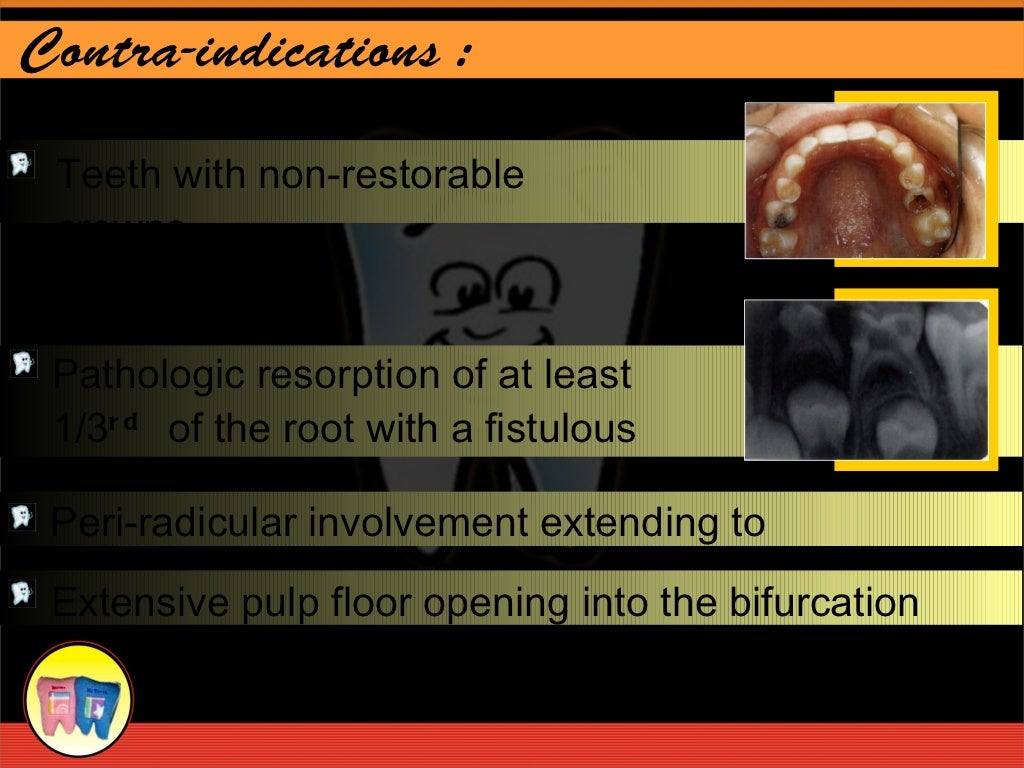 Contra-indications :
Teeth with non-restorable
crowns
Pathologic resorption of at least
1/3rd of the root with a fistulous
Peri-radicular involvement extending to
Extensive pulp floor opening into the bifurcation